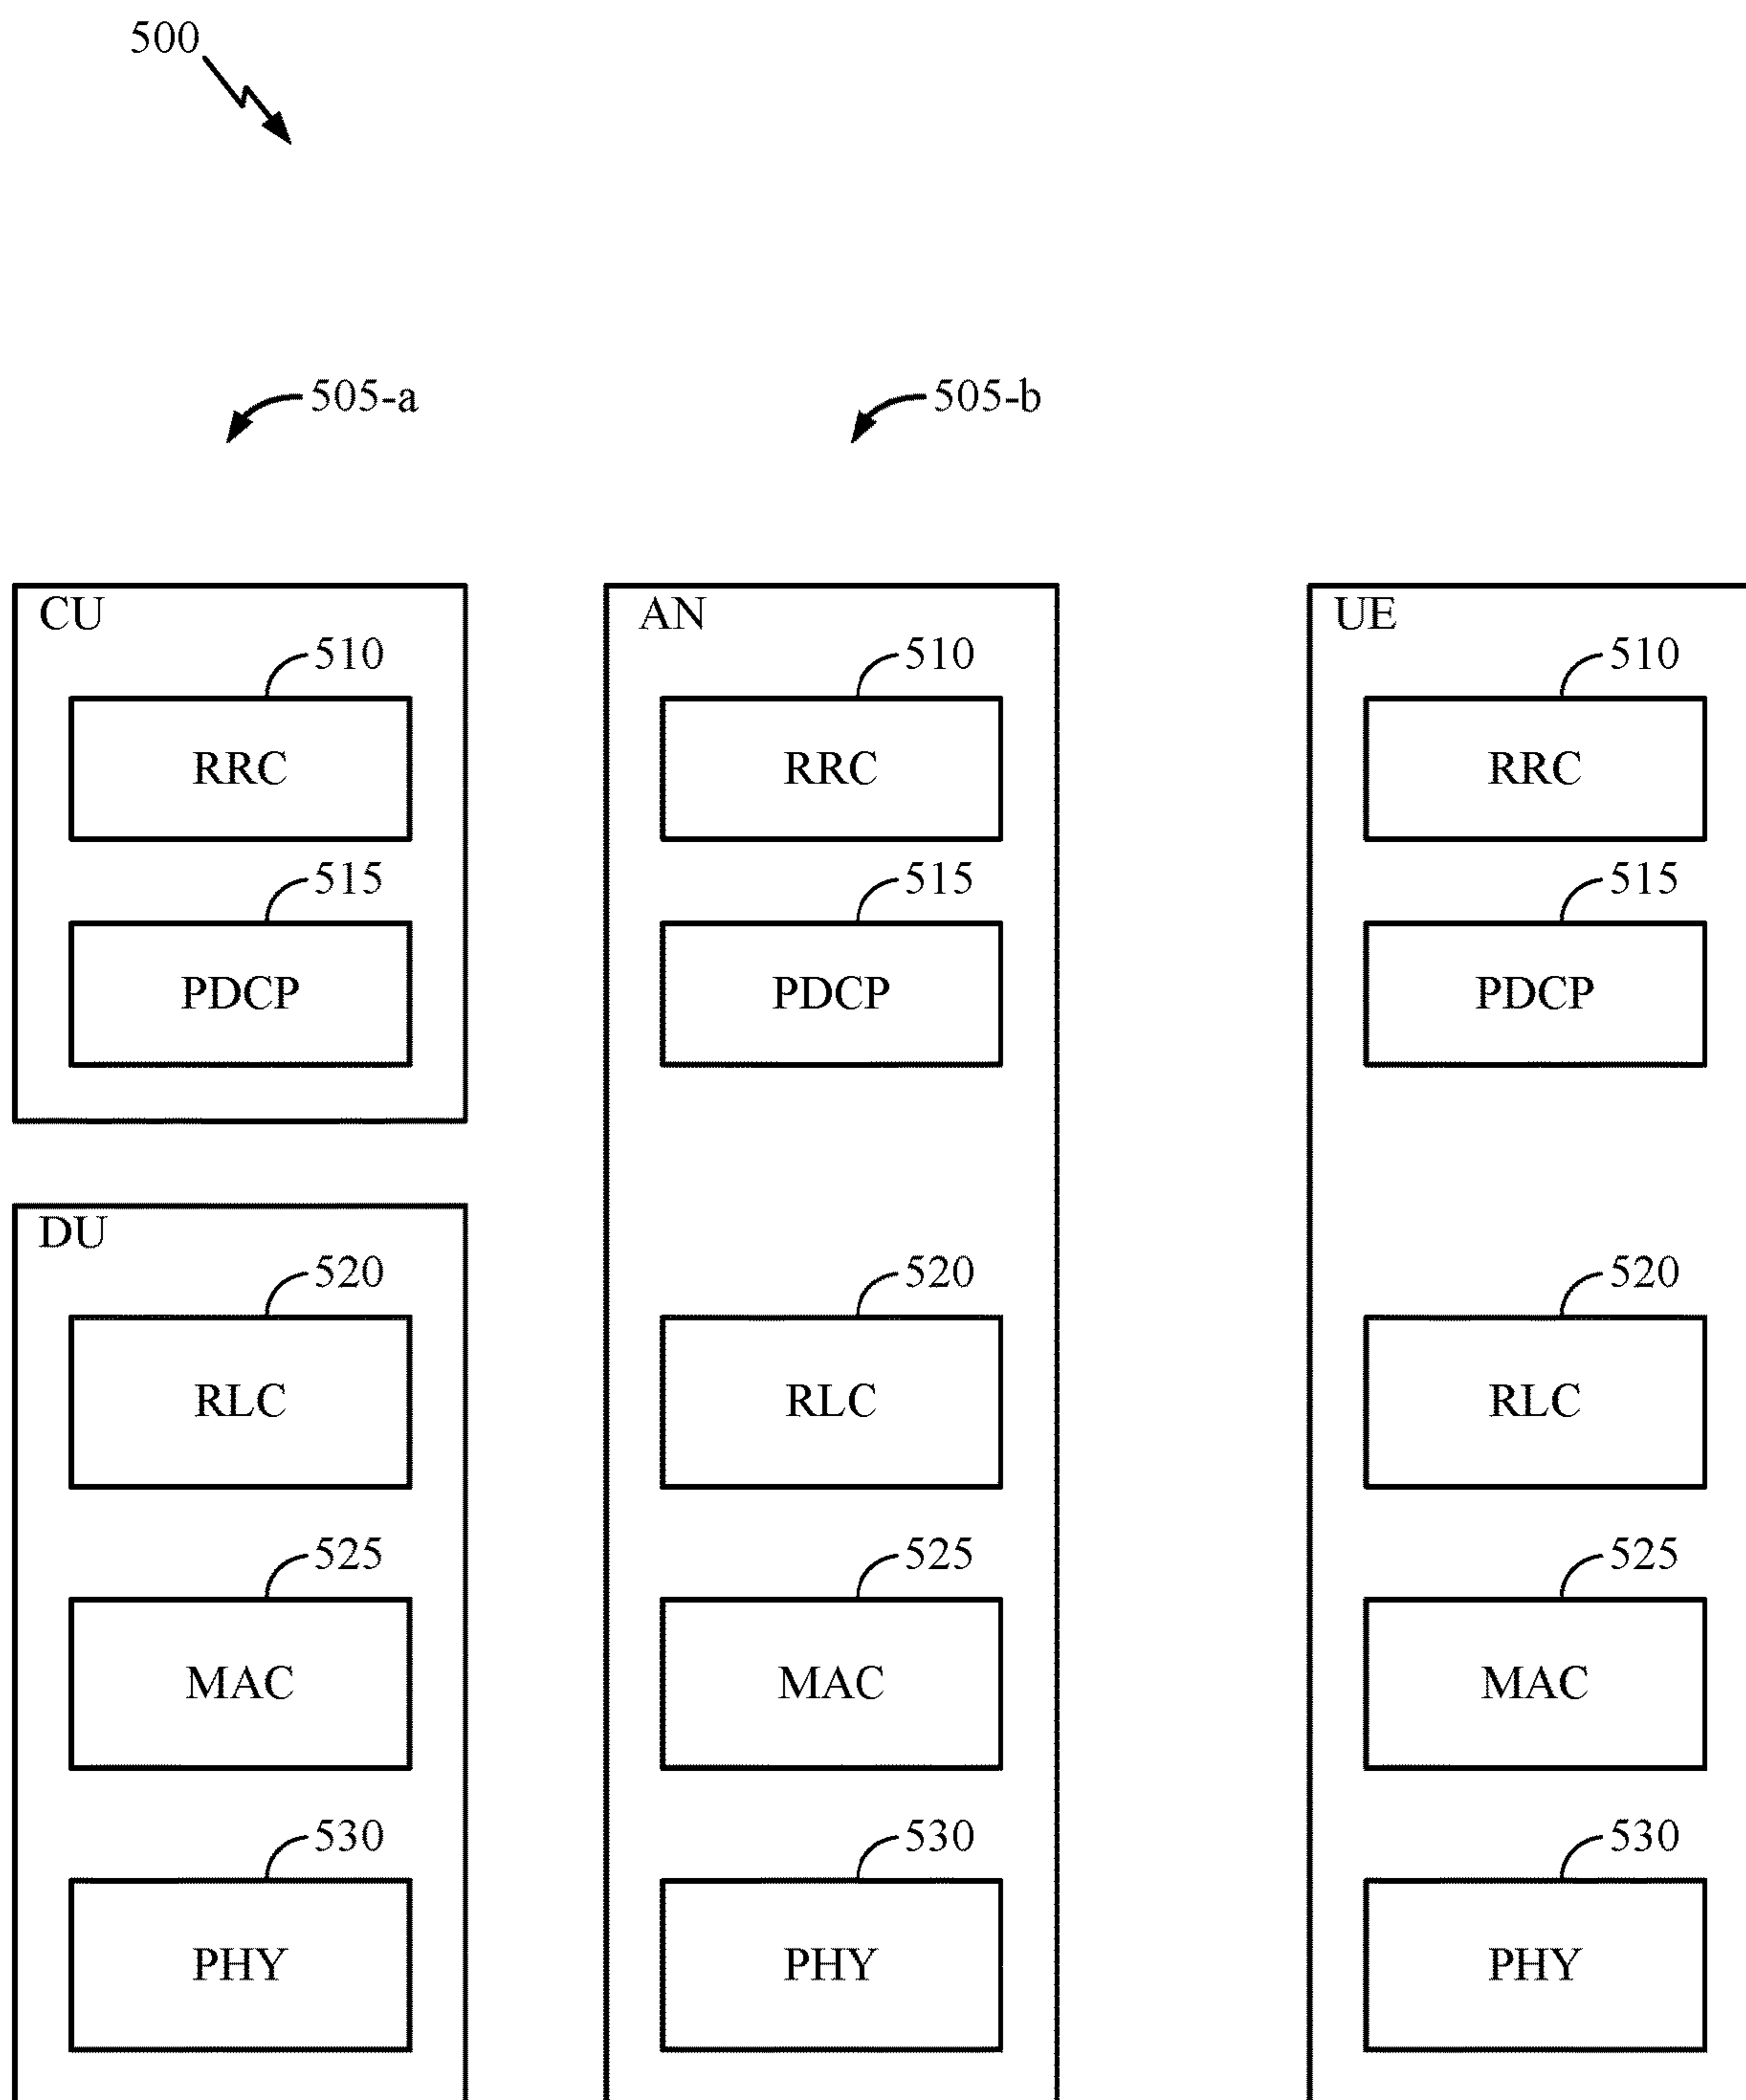 500
505-a 505-b
CU AN UE
510 510 510
RRC RRC RRC
515 515 515
PDCP PDCP PDCP
DU
520 520 520
RLC RLC RLC
525 525 525
MAC MAC MAC
530 530 530
PHY PHY PHY